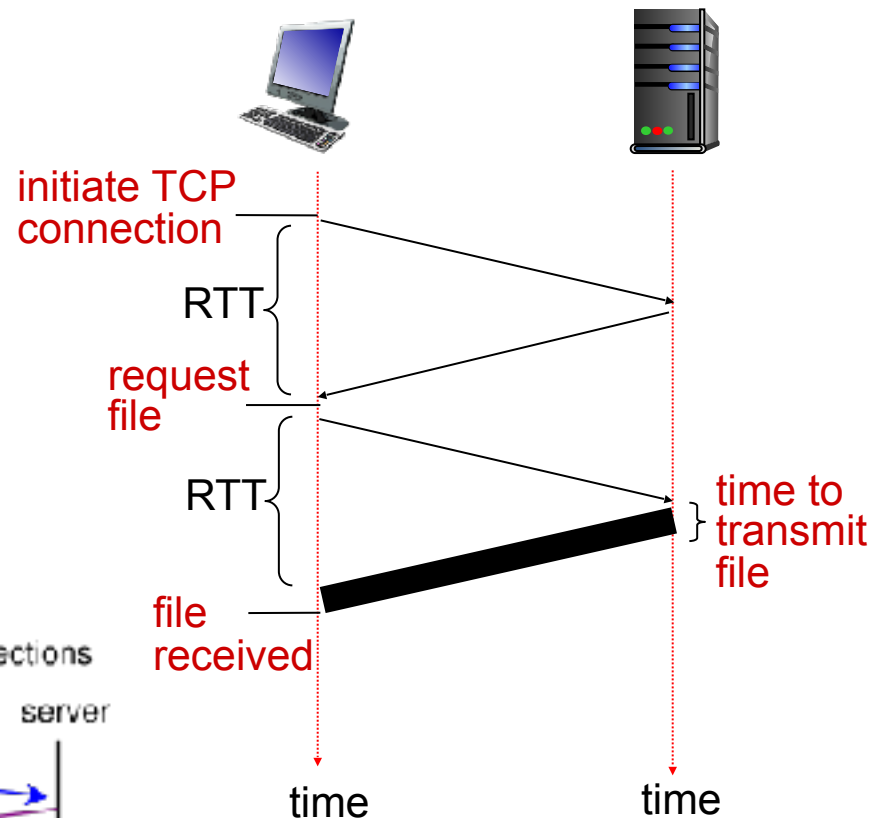 initiate TCP
connection
RTT
request
file
RTT
time to
transmit
file
file
received
ections
server
time
time